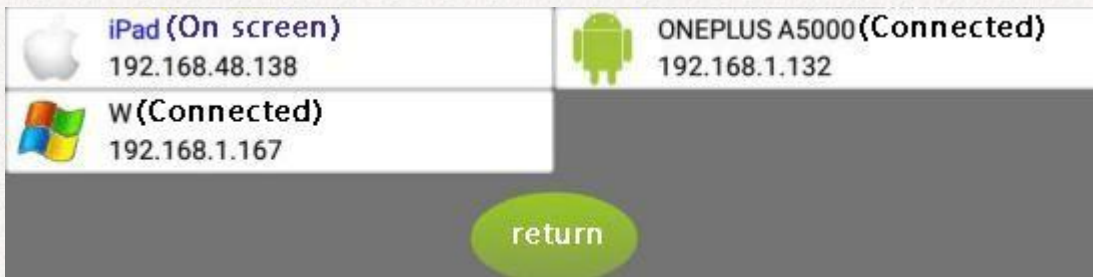 iPad (On screen)
192.168.48.138
ONEPLUS A5000(Connected)
192.168.1.132
W(Connected)
192.168.1.167
return